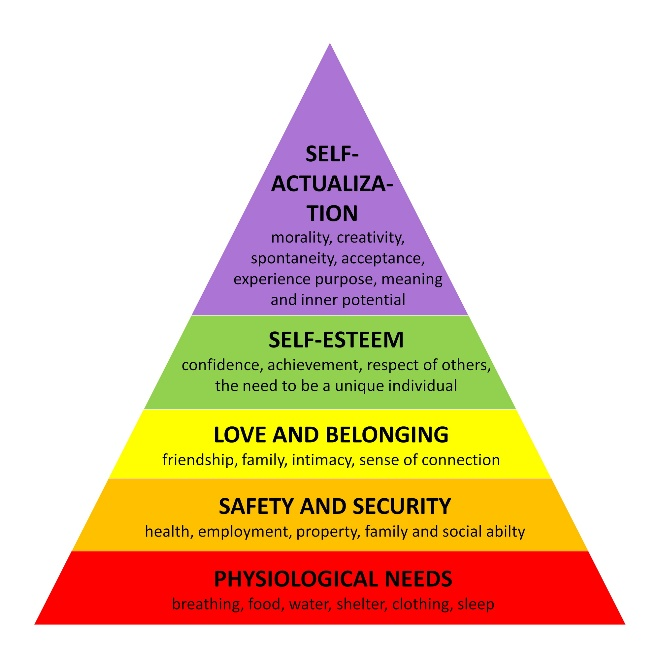 SELF-
ACTUALIZA-
TION
morality, creativity,
spontaneity, acceptance,
experience purpose, meaning
and inner potential
SELF-ESTEEM
confidence, achievement, respect of others,
the need to be a unique individual
LOVE AND BELONGING
friendship, family, intimacy, sense of connection
SAFETY AND SECURITY
health, employment, property, family and social abilty
PHYSIOLOGICAL NEEDS
breathing, food, water, shelter, clothing, sleep